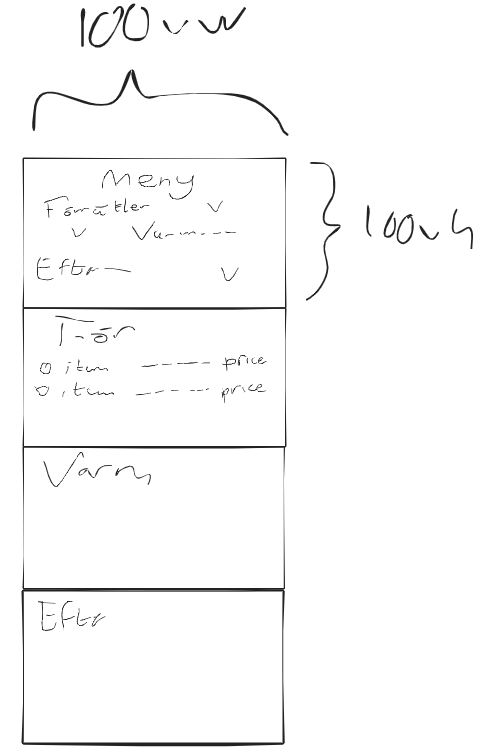 100vw
Meny
Förrätter V
V Varm
100vh
Efter V
För
item price
item price
Varm
Efter